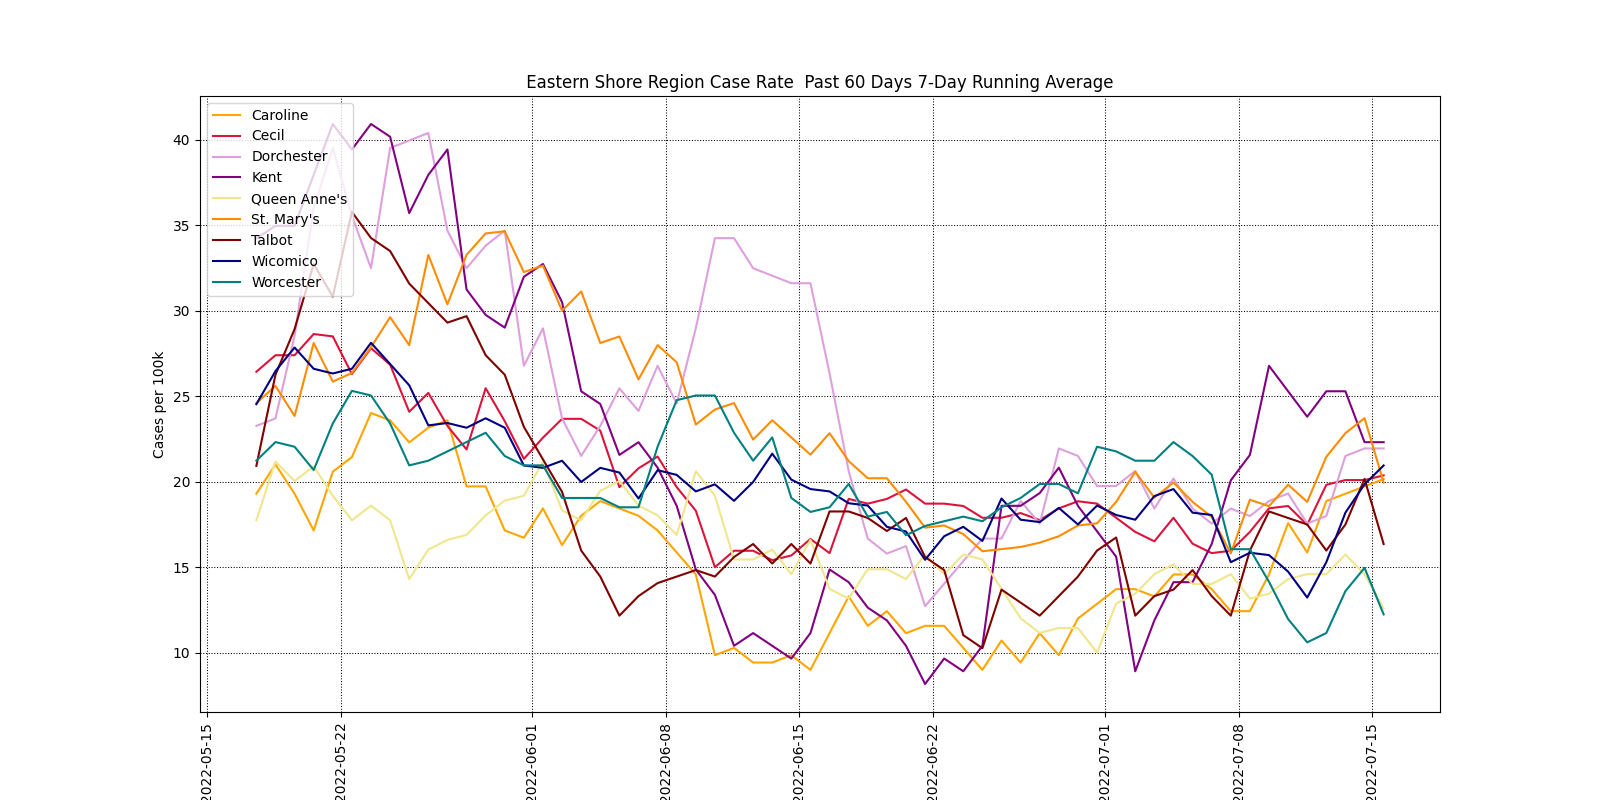 Eastern Shore Region Case Rate  Past 60 Days 7-Day Running Average
Caroline
Cecil
Dorchester
Kent
Queen Anne's
St. Mary's
Talbot
Wicomico
Worcester
Cases per 100k
40
35
30
25
20
15
10
2022-05-15
2022-05-22
2022-06-01
2022-06-08
2022-06-15
2022-06-22
2022-07-01
2022-07-08
2022-07-15